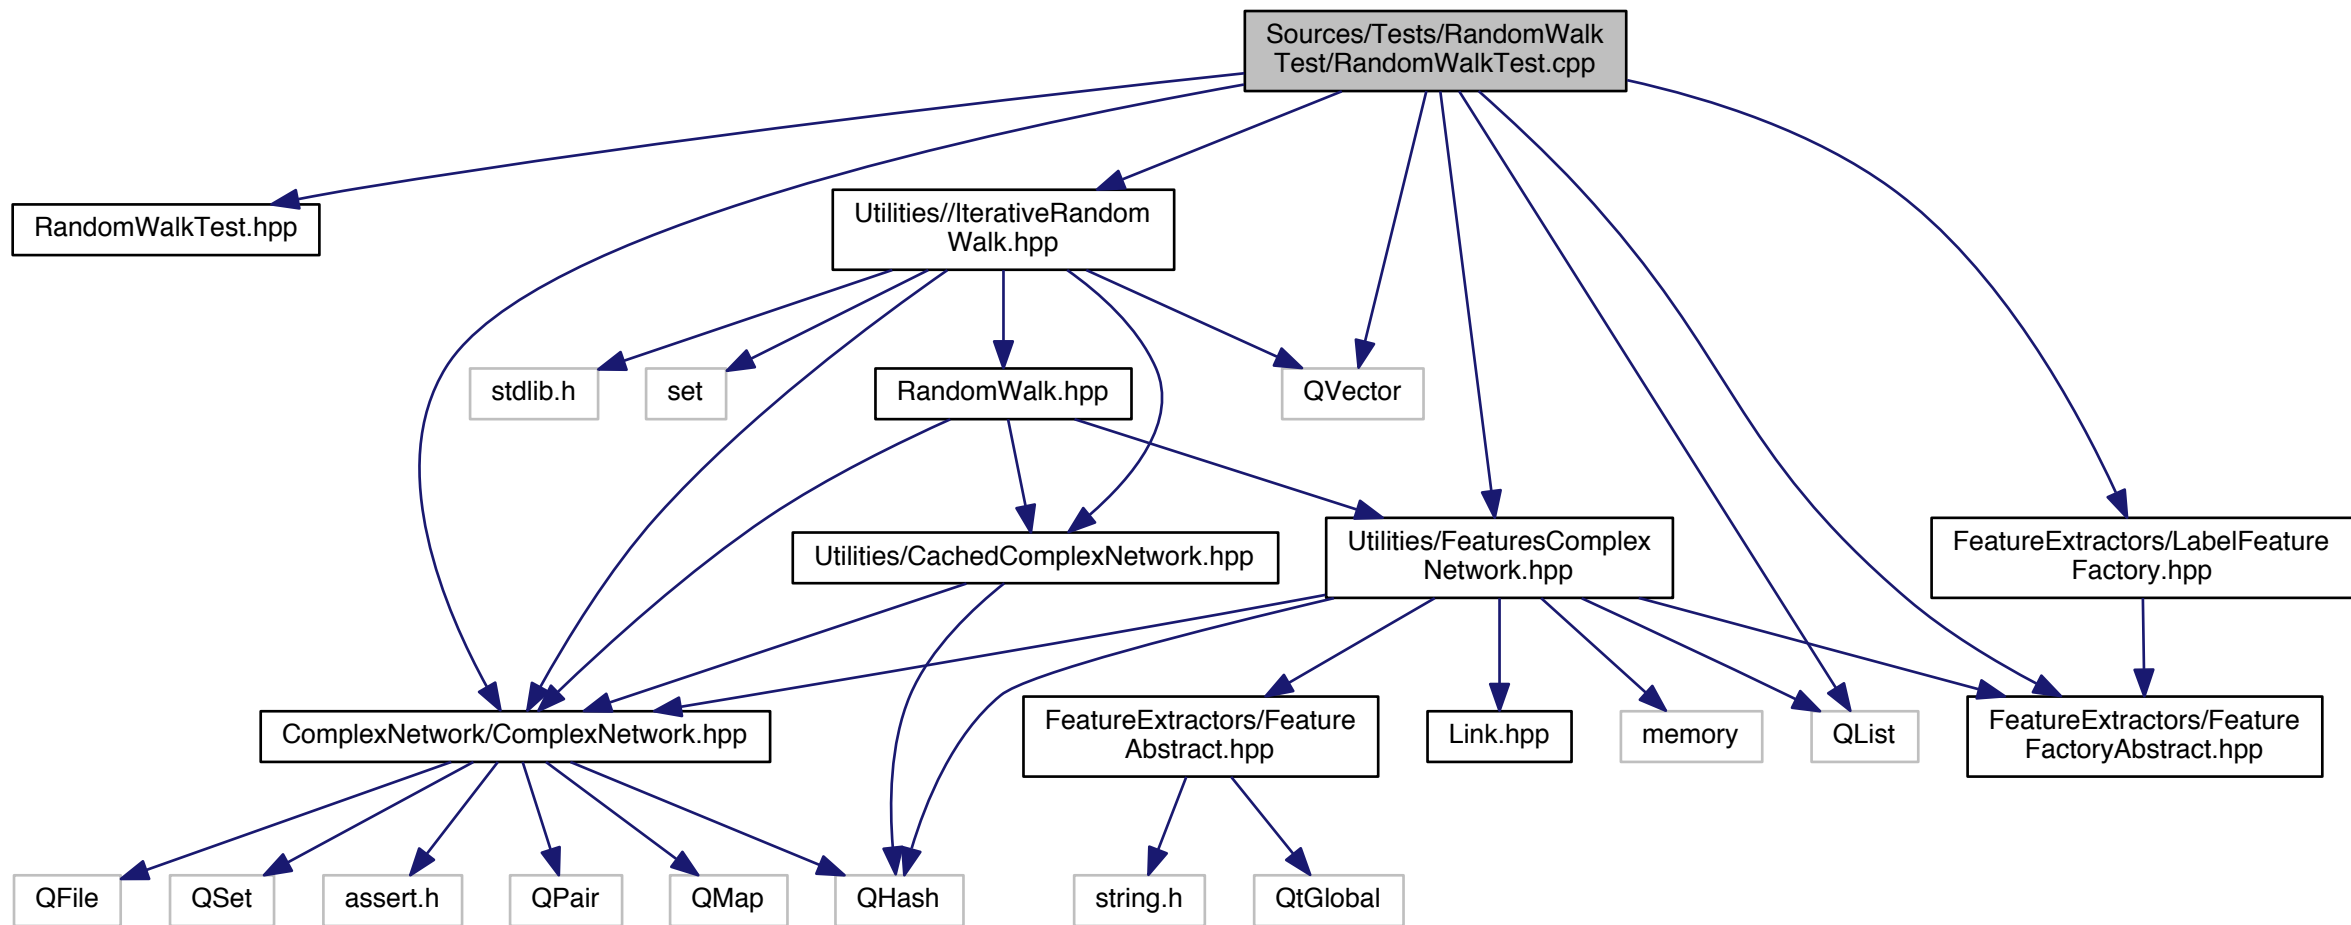 Sources/Tests/RandomWalk
Test/RandomWalkTest.cpp
RandomWalkTest.hpp
Utilities//IterativeRandom
Walk.hpp
stdlib.h
set
RandomWalk.hpp
QVector
Utilities/CachedComplexNetwork.hpp
Utilities/FeaturesComplex
Network.hpp
FeatureExtractors/LabelFeature
Factory.hpp
ComplexNetwork/ComplexNetwork.hpp
FeatureExtractors/Feature
Abstract.hpp
Link.hpp
memory
QList
FeatureExtractors/Feature
FactoryAbstract.hpp
QFile
QSet
assert.h
QPair
QMap
QHash
string.h
QtGlobal